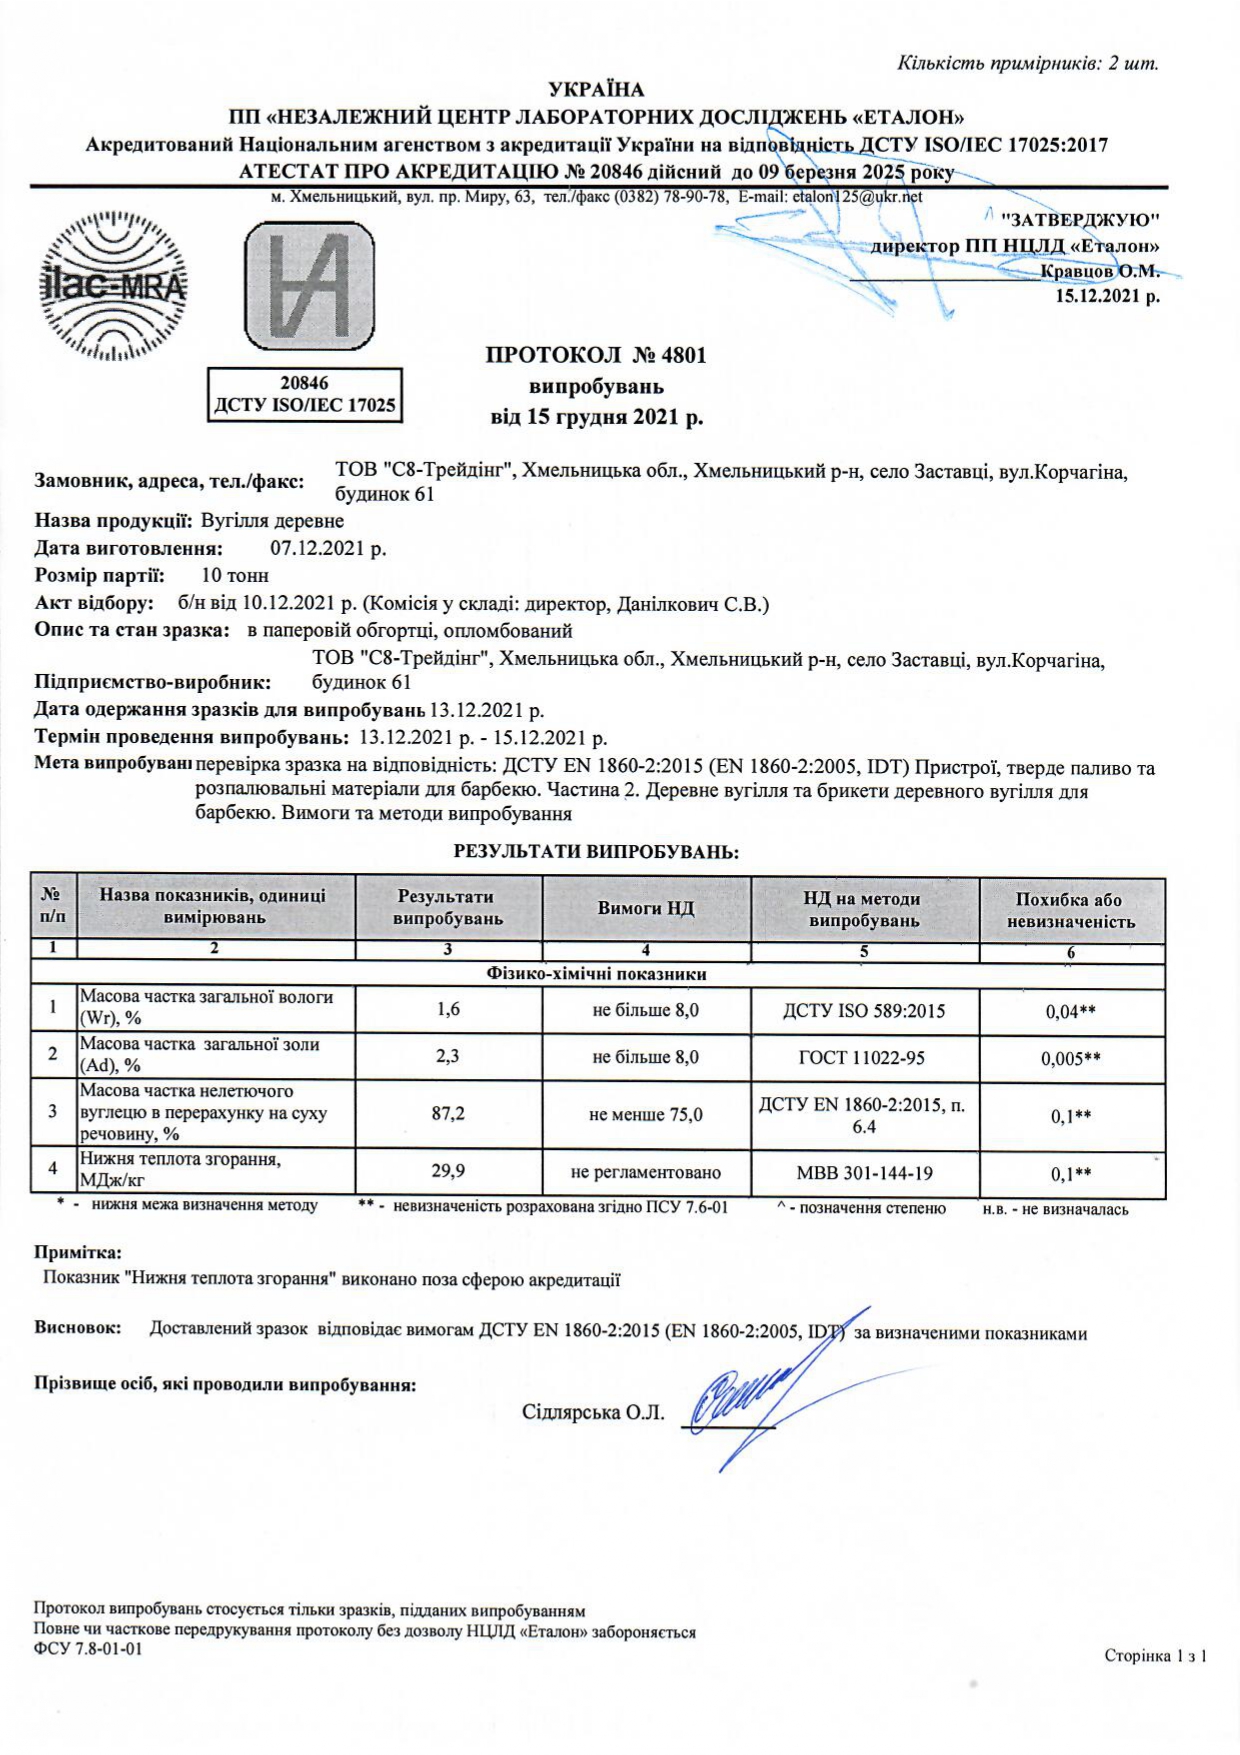 Кількість примірників: 2 шт.
УКРАЇНА
ПП «НЕЗАЛЕЖНИЙ ЦЕНТР ЛАБОРАТОРНИХ ДОСЛІДЖЕНЬ «ЕТАЛОН»
Акредитований Національним агенством з акредитації України на відповідність ДСТУ ISO/IEC 17025:2017
АТЕСТАТ ПРО АКРЕДИТАЦІЮ № 20846 дійсний до 09 березня 2025 року
м. Хмельницький, вул. пр. Миру, 63, тел./факс (0382) 78-90-78, E-mail: etalon125@ukr.net
"ЗАТВЕРДЖУЮ"
директор ПП НЦЛД «Еталон»
Кравцов О.М.
15.12.2021 р.
ilac-MRA
20846
ДСТУ ISO/IEC 17025
ПРОТОКОЛ № 4801
випробувань
від 15 грудня 2021 р.
Замовник, адреса, тел./факс: ТОВ "С8-Трейдінг", Хмельницька обл., Хмельницький р-н, село Заставці, вул.Корчагіна,
будинок 61
Назва продукції: Вугілля деревне
Дата виготовлення: 07.12.2021 р.
Розмір партії: 10 тонн
Акт відбору: б/н від 10.12.2021 р. (Комісія у складі: директор, Данілкович С.В.)
Опис та стан зразка: в паперовій обгортці, опломбований
ТОВ "С8-Трейдінг", Хмельницька обл., Хмельницький р-н, село Заставці, вул.Корчагіна,
Підприємство-виробник: будинок 61
Дата одержання зразків для випробувань 13.12.2021 р.
Термін проведення випробувань: 13.12.2021 р. - 15.12.2021 р.
Мета випробувані перевірка зразка на відповідність: ДСТУ EN 1860-2:2015 (EN 1860-2:2005, IDT) Пристрої, тверде паливо та
розпалювальні матеріали для барбекю. Частина 2. Деревне вугілля та брикети деревного вугілля для
барбекю. Вимоги та методи випробування
РЕЗУЛЬТАТИ ВИПРОБУВАНЬ:
№ п/п Назва показників, одиниці вимірювань Результати випробувань Вимоги НД НД на методи випробувань Похибка або невизначеність
1 2 3 4 5 6
Фізико-хімічні показники
1 Масова частка загальної вологи (Wr), % 1,6 не більше 8,0 ДСТУ ISO 589:2015 0,04**
2 Масова частка загальної золи (Ad), % 2,3 не більше 8,0 ГОСТ 11022-95 0,005**
3 Масова частка нелетючого вуглецю в перерахунку на суху речовину, % 87,2 не менше 75,0 ДСТУ EN 1860-2:2015, п. 6.4 0,1**
4 Нижня теплота згорання, МДж/кг 29,9 не регламентовано МВВ 301-144-19 0,1**
* - нижня межа визначення методу ** - невизначеність розрахована згідно ПСУ 7.6-01 ^ - позначення степеню н.в. - не визначалась
Примітка:
Показник "Нижня теплота згорання" виконано поза сферою акредитації
Висновок: Доставлений зразок відповідає вимогам ДСТУ EN 1860-2:2015 (EN 1860-2:2005, IDT) за визначеними показниками
Прізвище осіб, які проводили випробування:
Сідлярська О.Л.
Протокол випробувань стосується тільки зразків, підданих випробуванням
Повне чи часткове передрукування протоколу без дозволу НЦЛД «Еталон» забороняється
ФСУ 7.8-01-01
Сторінка 1 з 1